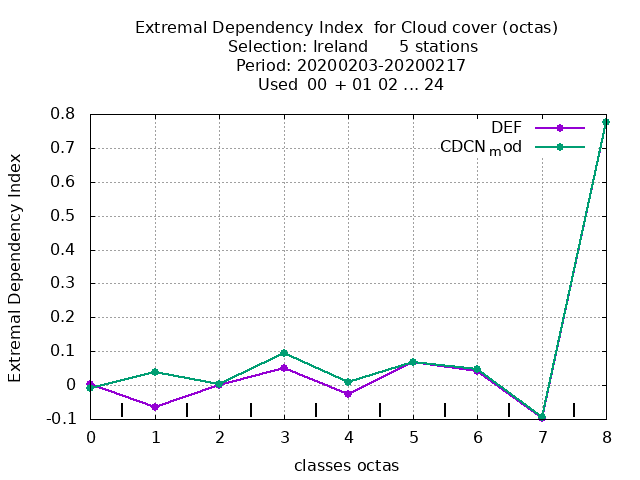 Extremal Dependency Index  for Cloud cover (octas)
Selection: Ireland      5 stations
Period: 20200203-20200217
Used  00 + 01 02 ... 24
DEF
CDCNmod
0.8
0.7
0.6
0.5
0.4
0.3
0.2
0.1
0
-0.1
Extremal Dependency Index
0 1 2 3 4 5 6 7 8
classes octas